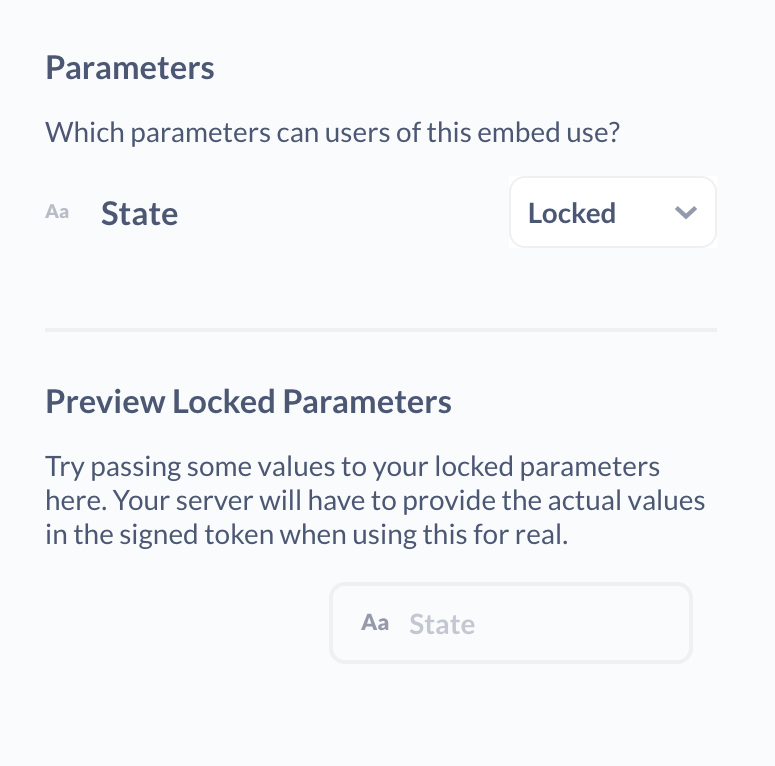 Parameters
Which parameters can users of this embed use?
Aa State Locked
Preview Locked Parameters
Try passing some values to your locked parameters
here. Your server will have to provide the actual values
in the signed token when using this for real.
Aa State